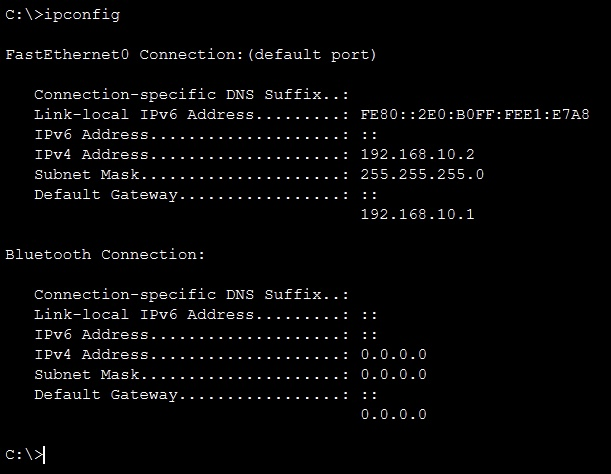 C:\>ipconfig
FastEthernet0 Connection:(default port)
Connection-specific DNS Suffix..:
Link-local IPv6 Address.........: FE80::2E0:B0FF:FEE1:E7A8
IPv6 Address....................: ::
IPv4 Address....................: 192.168.10.2
Subnet Mask.....................: 255.255.255.0
Default Gateway.................: ::
192.168.10.1
Bluetooth Connection:
Connection-specific DNS Suffix..:
Link-local IPv6 Address.........: ::
IPv6 Address....................: ::
IPv4 Address....................: 0.0.0.0
Subnet Mask.....................: 0.0.0.0
Default Gateway.................: ::
0.0.0.0
C:\>